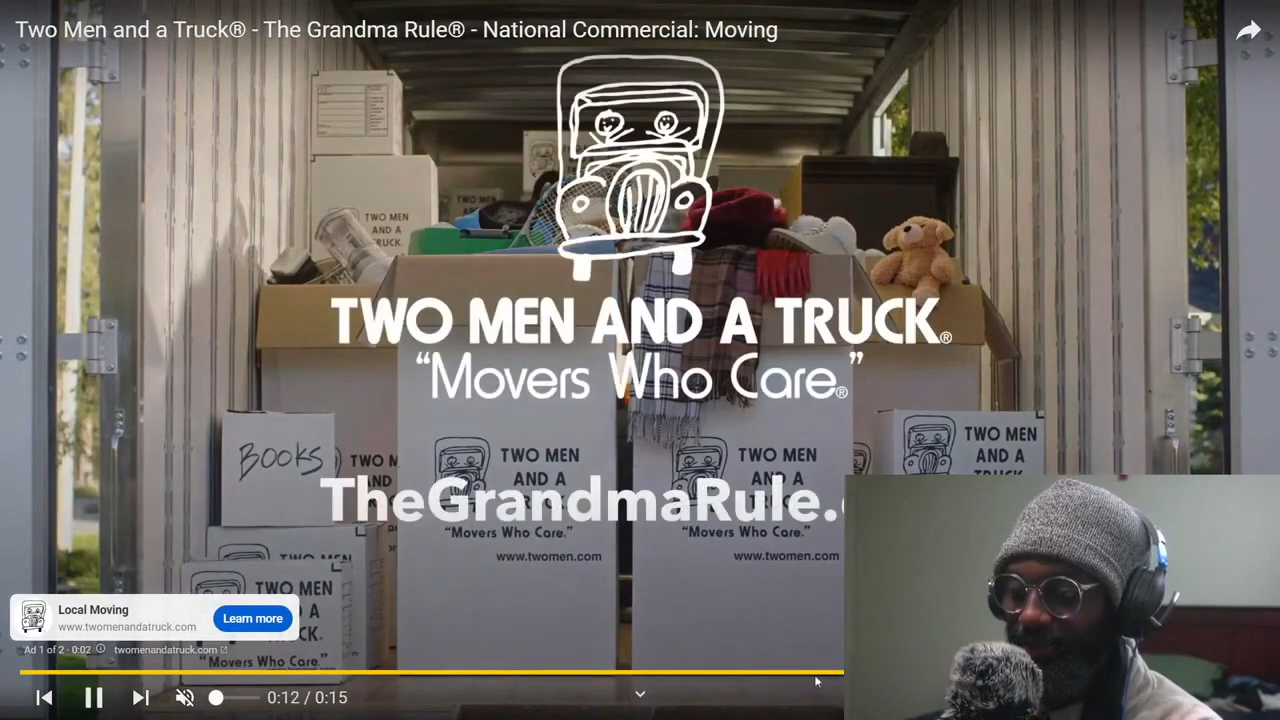 Two Men and a Truck® - The Grandma Rule® - National Commercial: Moving
TWO MEN
AND A
TRUCK.
TWO MEN AND A TRUCK®
“Movers Who Care®”
BOOKS
TWO MEN
AND A
TWO MEN
AND A
TWO MEN
AND A
TRUCK
TheGrandmaRule.
“Movers Who Care.”
www.twomen.com
“Movers Who Care.”
www.twomen.com
TWO MEN
TWO MEN
“Movers Who Care.”
Local Moving
www.twomenandatruck.com
Learn more
Ad 1 of 2 · 0:02
twomenandatruck.com
0:12 / 0:15